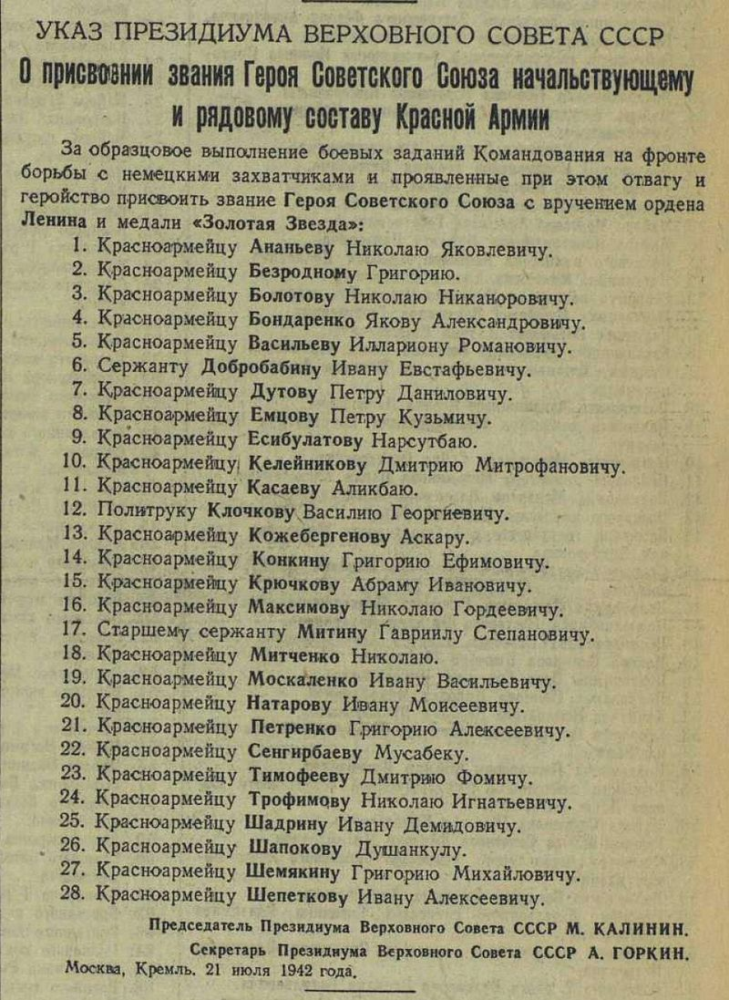 УКАЗ ПРЕЗИДИУМА ВЕРХОВНОГО СОВЕТА СССР
О присвоении звания Героя Советского Союза начальствующему
и рядовому составу Красной Армии
За образцовое выполнение боевых заданий Командования на фронте
борьбы с немецкими захватчиками и проявленные при этом отвагу и
геройство присвоить звание Героя Советского Союза с вручением ордена
Ленина и медали «Золотая Звезда»:
1. Красноармейцу Ананьеву Николаю Яковлевичу.
2. Красноармейцу Безродному Григорию.
3. Красноармейцу Болотову Николаю Никаноровичу.
4. Красноармейцу Бондаренко Якову Александровичу.
5. Красноармейцу Васильеву Иллариону Романовичу.
6. Сержанту Добробабину Ивану Евстафьевичу.
7. Красноармейцу Дутову Петру Даниловичу.
8. Красноармейцу Емцову Петру Кузьмичу.
9. Красноармейцу Есибулатову Нарсутбаю.
10. Красноармейцу Келейникову Дмитрию Митрофановичу.
11. Красноармейцу Касаеву Аликбаю.
12. Политруку Клочкову Василию Георгиевичу.
13. Красноармейцу Кожебергенову Аскару.
14. Красноармейцу Конкину Григорию Ефимовичу.
15. Красноармейцу Крючкову Абраму Ивановичу.
16. Красноармейцу Максимову Николаю Гордеевичу.
17. Старшему сержанту Митину Гавриилу Степановичу.
18. Красноармейцу Митченко Николаю.
19. Красноармейцу Москаленко Ивану Васильевичу.
20. Красноармейцу Натарову Ивану Моисеевичу.
21. Красноармейцу Петренко Григорию Алексеевичу.
22. Красноармейцу Сенгирбаеву Мусабеку.
23. Красноармейцу Тимофееву Дмитрию Фомичу.
24. Красноармейцу Трофимову Николаю Игнатьевичу.
25. Красноармейцу Шадрину Ивану Демидовичу.
26. Красноармейцу Шапокову Душанкулу.
27. Красноармейцу Шемякину Григорию Михайловичу.
28. Красноармейцу Шепеткову Ивану Алексеевичу.
Председатель Президиума Верховного Совета СССР М. КАЛИНИН.
Секретарь Президиума Верховного Совета СССР А. ГОРКИН.
Москва, Кремль. 21 июля 1942 года.